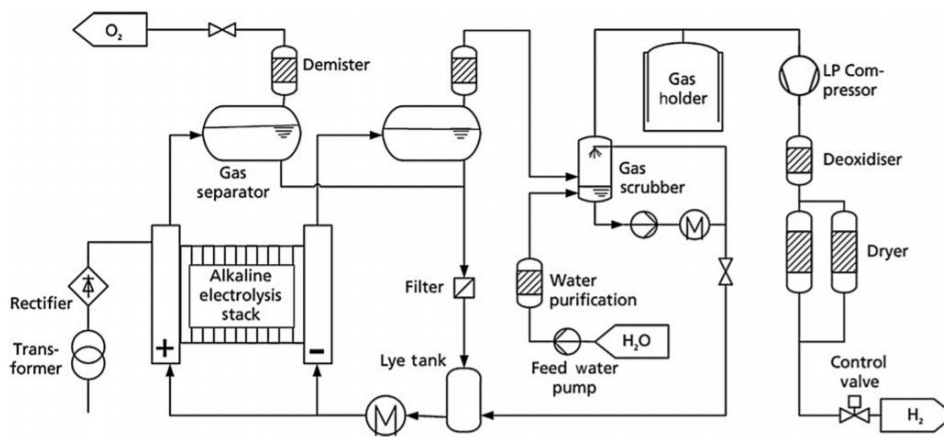 O₂
Demister
Gas
separator
Gas
holder
LP Com-
pressor
Deoxidiser
Gas
scrubber
M
Dryer
Alkaline
electrolysis
stack
+
-
Rectifier
Trans-
former
Filter
Water
purification
H₂O
Feed water
pump
Lye tank
M
Control
valve
H₂